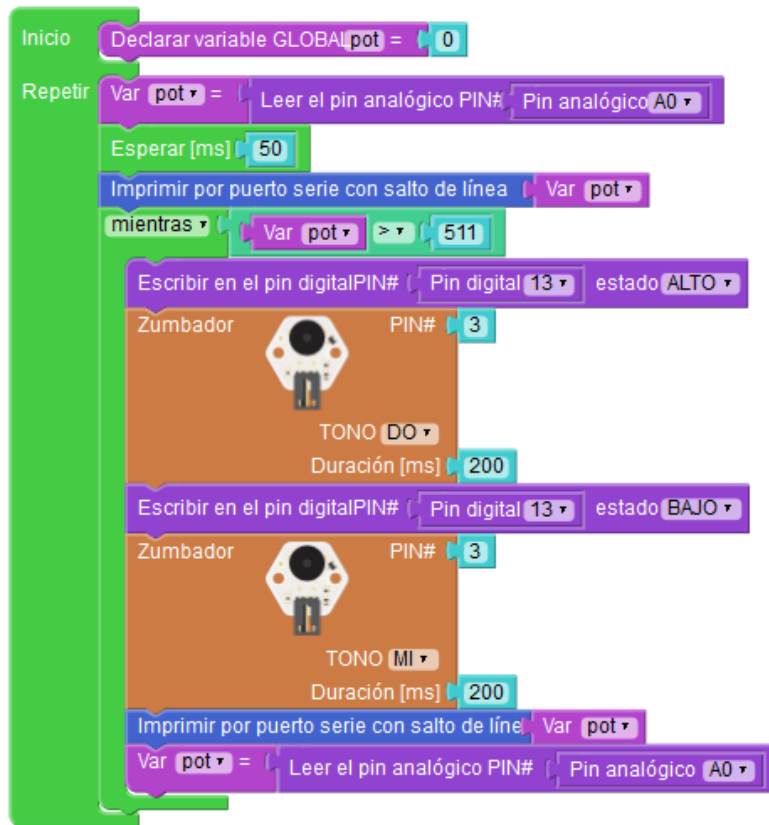 Inicio Declarar variable GLOBAL pot = 0
Repetir Var pot = Leer el pin analógico PIN# Pin analógico A0
Esperar [ms] 50
Imprimir por puerto serie con salto de línea Var pot
mientras Var pot > 511
Escribir en el pin digitalPIN# Pin digital 13 estado ALTO
Zumbador PIN# 3
TONO DO
Duración [ms] 200
Escribir en el pin digitalPIN# Pin digital 13 estado BAJO
Zumbador PIN# 3
TONO MI
Duración [ms] 200
Imprimir por puerto serie con salto de líne Var pot
Var pot = Leer el pin analógico PIN# Pin analógico A0